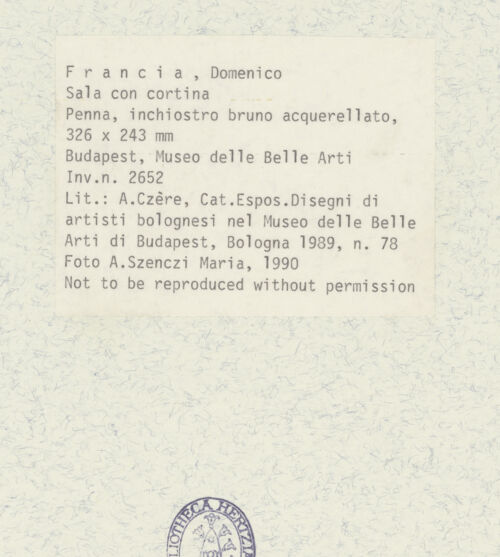 F r a n c i a , Domenico
Sala con cortina
Penna, inchiostro bruno acquerellato,
326 x 243 mm
Budapest, Museo delle Belle Arti
Inv.n. 2652
Lit.: A.Czère, Cat.Espos.Disegni di
artisti bolognesi nel Museo delle Belle
Arti di Budapest, Bologna 1989, n. 78
Foto A.Szenczi Maria, 1990
Not to be reproduced without permission